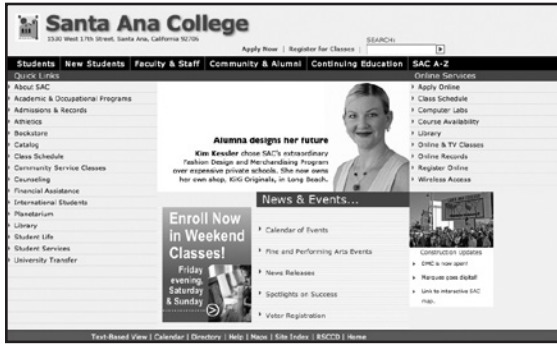 Santa Ana College
1530 West 17th Street, Santa Ana, California 92706
SEARCH:
Apply Now | Register for Classes |
Students | New Students | Faculty & Staff | Community & Alumni | Continuing Education | SAC A-Z
Quick Links
About SAC
Academic & Occupational Programs
Admissions & Records
Athletics
Bookstore
Catalog
Class Schedule
Community Service Classes
Counseling
Financial Assistance
International Students
Planetarium
Library
Student Life
Student Services
University Transfer
Alumna designs her future
Kim Kessler chose SAC's extraordinary
Fashion Design and Merchandising Program
over expensive private schools. She now owns
her own shop, KiKi Originals, in Long Beach.
Enroll Now
in Weekend
Classes!
Friday
evening,
Saturday
& Sunday
News & Events...
Calendar of Events
Fine and Performing Arts Events
News Releases
Spotlights on Success
Voter Registration
Online Services
Apply Online
Class Schedule
Computer Labs
Course Availability
Library
Online & TV Classes
Online Records
Register Online
Wireless Access
Construction Updates
DMC is now open!
Marquee goes digital!
Link to interactive SAC
map.
Text-Based View | Calendar | Directory | Help | Maps | Site Index | RSCCD | Home